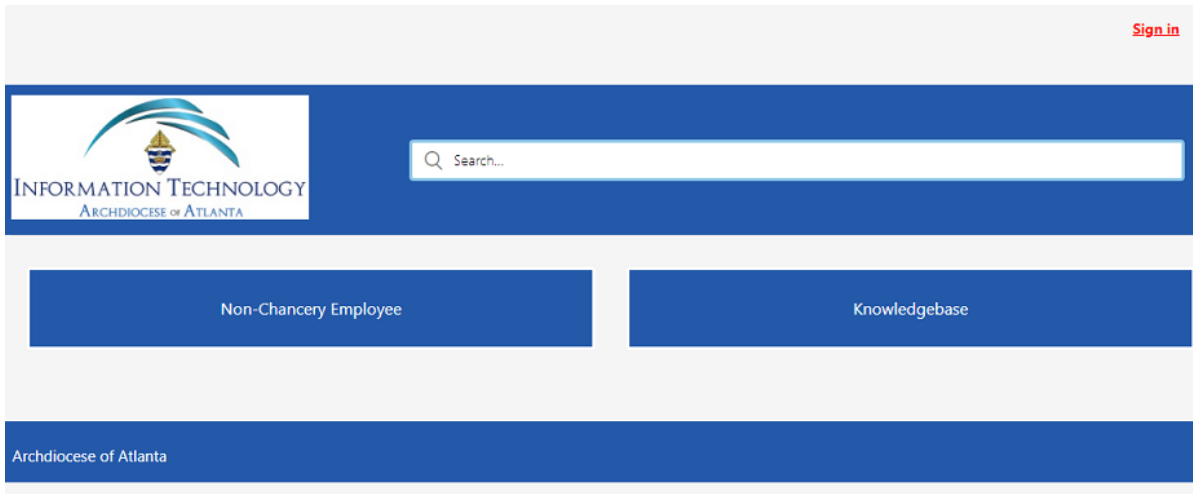 Sign in
INFORMATION TECHNOLOGY
ARCHDIOCESE OF ATLANTA
Search...
Non-Chancery Employee
Knowledgebase
Archdiocese of Atlanta